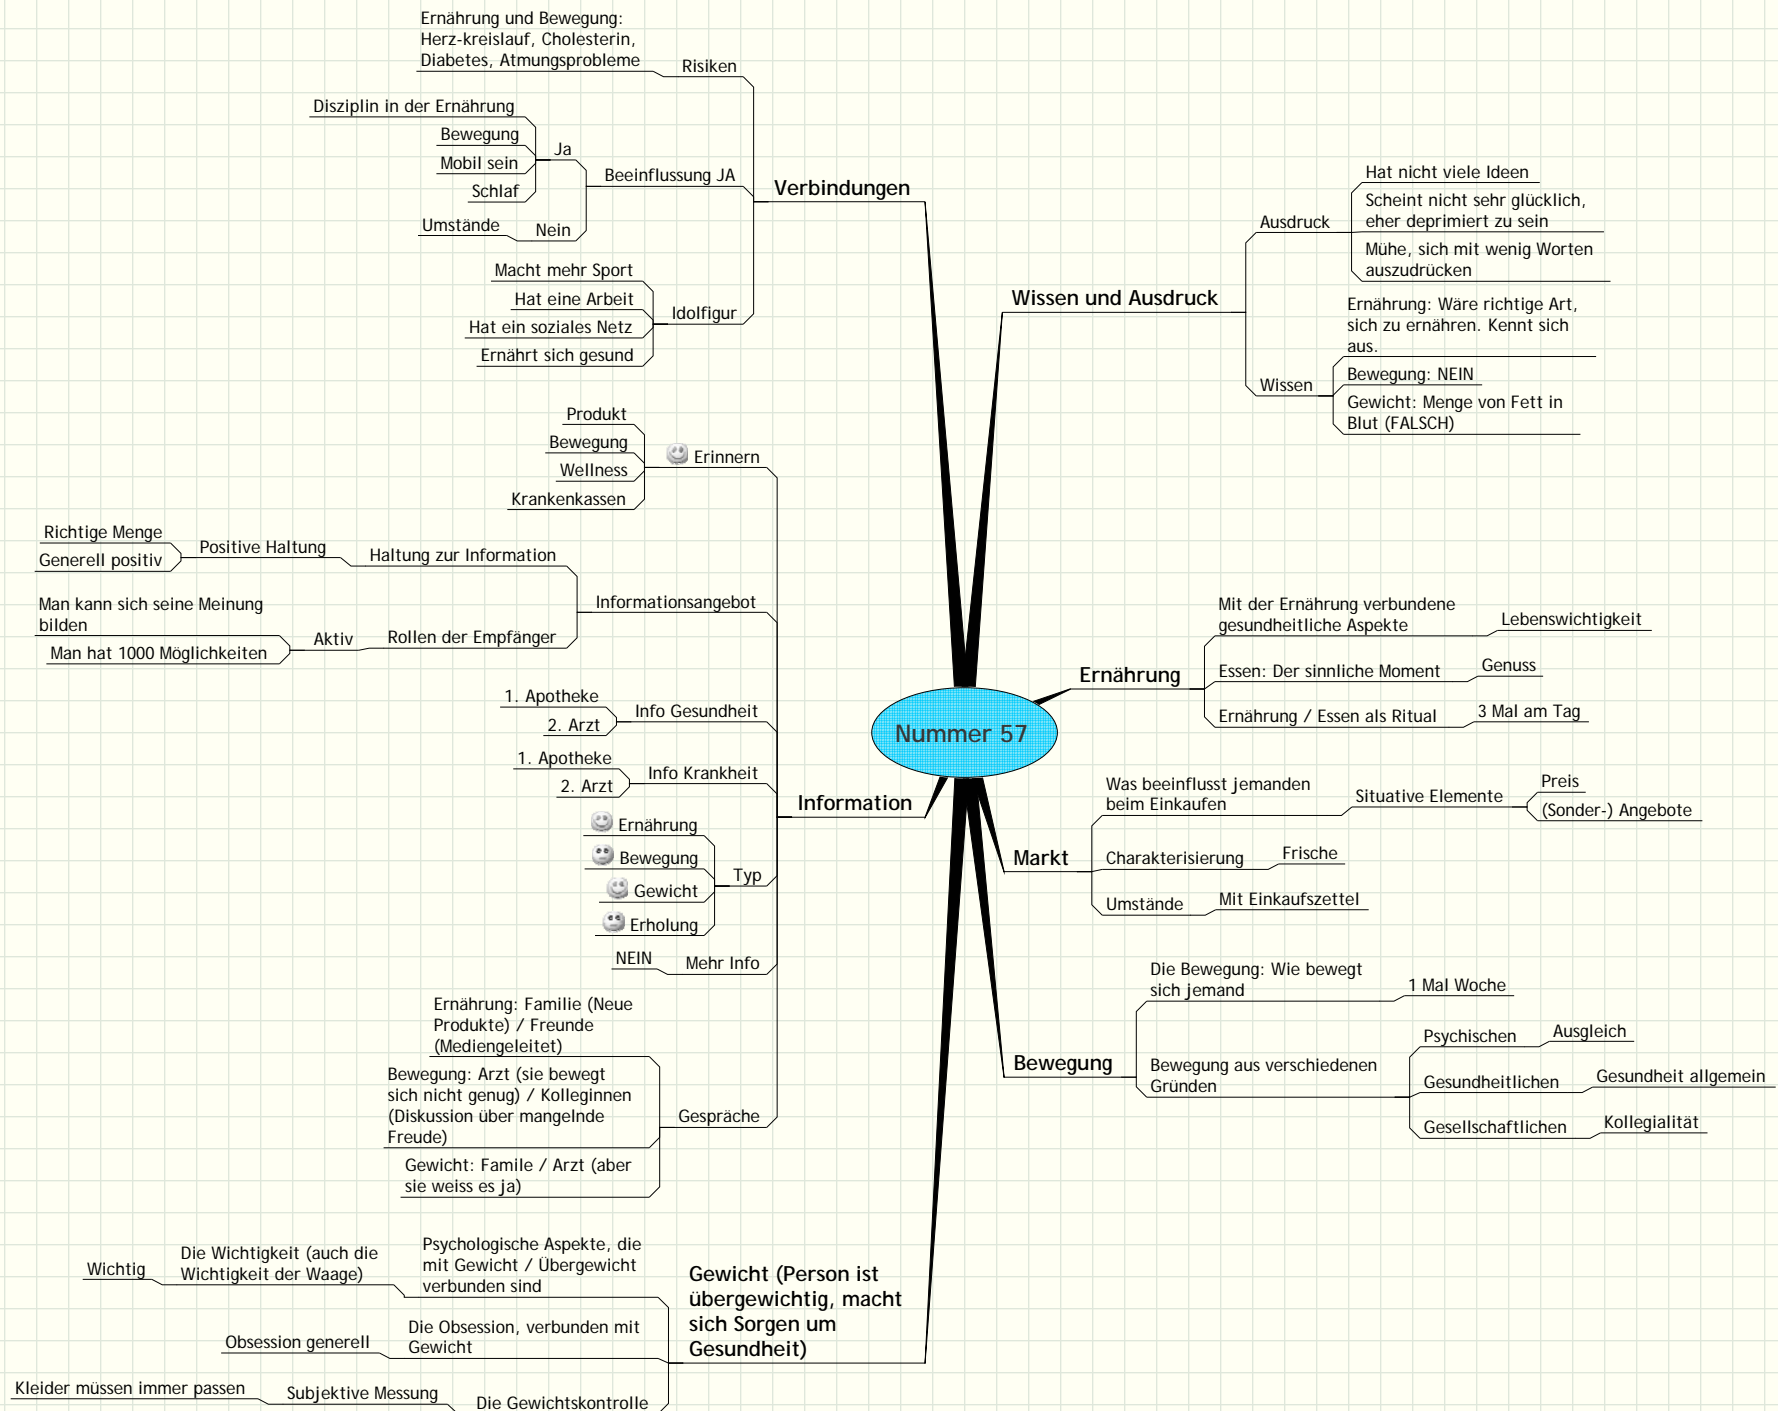 Nummer 57
Verbindungen
Risiken
Ernährung und Bewegung:
Herz-kreislauf, Cholesterin,
Diabetes, Atmungsprobleme
Beeinflussung JA
Ja
Disziplin in der Ernährung
Bewegung
Mobil sein
Schlaf
Nein
Umstände
Idolfigur
Macht mehr Sport
Hat eine Arbeit
Hat ein soziales Netz
Ernährt sich gesund
Information
Erinnern
Produkt
Bewegung
Wellness
Krankenkassen
Informationsangebot
Haltung zur Information
Positive Haltung
Richtige Menge
Generell positiv
Rollen der Empfänger
Aktiv
Man kann sich seine Meinung
bilden
Man hat 1000 Möglichkeiten
Info Gesundheit
1. Apotheke
2. Arzt
Info Krankheit
1. Apotheke
2. Arzt
Typ
Ernährung
Bewegung
Gewicht
Erholung
Mehr Info
NEIN
Gespräche
Ernährung: Familie (Neue
Produkte) / Freunde
(Mediengeleitet)
Bewegung: Arzt (sie bewegt
sich nicht genug) / Kolleginnen
(Diskussion über mangelnde
Freude)
Gewicht: Famile / Arzt (aber
sie weiss es ja)
Gewicht (Person ist
übergewichtig, macht
sich Sorgen um
Gesundheit)
Psychologische Aspekte, die
mit Gewicht / Übergewicht
verbunden sind
Die Wichtigkeit (auch die
Wichtigkeit der Waage)
Wichtig
Die Obsession, verbunden mit
Gewicht
Obsession generell
Die Gewichtskontrolle
Subjektive Messung
Kleider müssen immer passen
Wissen und Ausdruck
Ausdruck
Hat nicht viele Ideen
Scheint nicht sehr glücklich,
eher deprimiert zu sein
Mühe, sich mit wenig Worten
auszudrücken
Wissen
Ernährung: Wäre richtige Art,
sich zu ernähren. Kennt sich
aus.
Bewegung: NEIN
Gewicht: Menge von Fett in
Blut (FALSCH)
Ernährung
Mit der Ernährung verbundene
gesundheitliche Aspekte
Lebenswichtigkeit
Essen: Der sinnliche Moment
Genuss
Ernährung / Essen als Ritual
3 Mal am Tag
Markt
Was beeinflusst jemanden
beim Einkaufen
Situative Elemente
Preis
(Sonder-) Angebote
Charakterisierung
Frische
Umstände
Mit Einkaufszettel
Bewegung
Die Bewegung: Wie bewegt
sich jemand
1 Mal Woche
Bewegung aus verschiedenen
Gründen
Psychischen
Ausgleich
Gesundheitlichen
Gesundheit allgemein
Gesellschaftlichen
Kollegialität